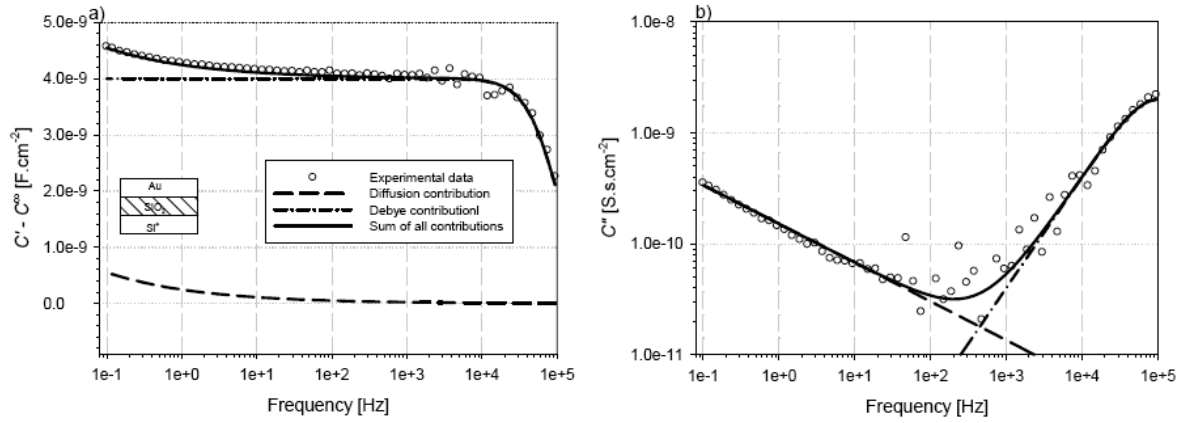 a)
5.0e-9
4.0e-9
3.0e-9
2.0e-9
1.0e-9
0.0
C' - C∞ [F.cm-2]
Au
SiO2
Si+
Experimental data
Diffusion contribution
Debye contributionl
Sum of all contributions
1e-1 1e+0 1e+1 1e+2 1e+3 1e+4 1e+5
Frequency [Hz]
b)
1.0e-8
1.0e-9
1.0e-10
1.0e-11
C" [S.s.cm-2]
1e-1 1e+0 1e+1 1e+2 1e+3 1e+4 1e+5
Frequency [Hz]